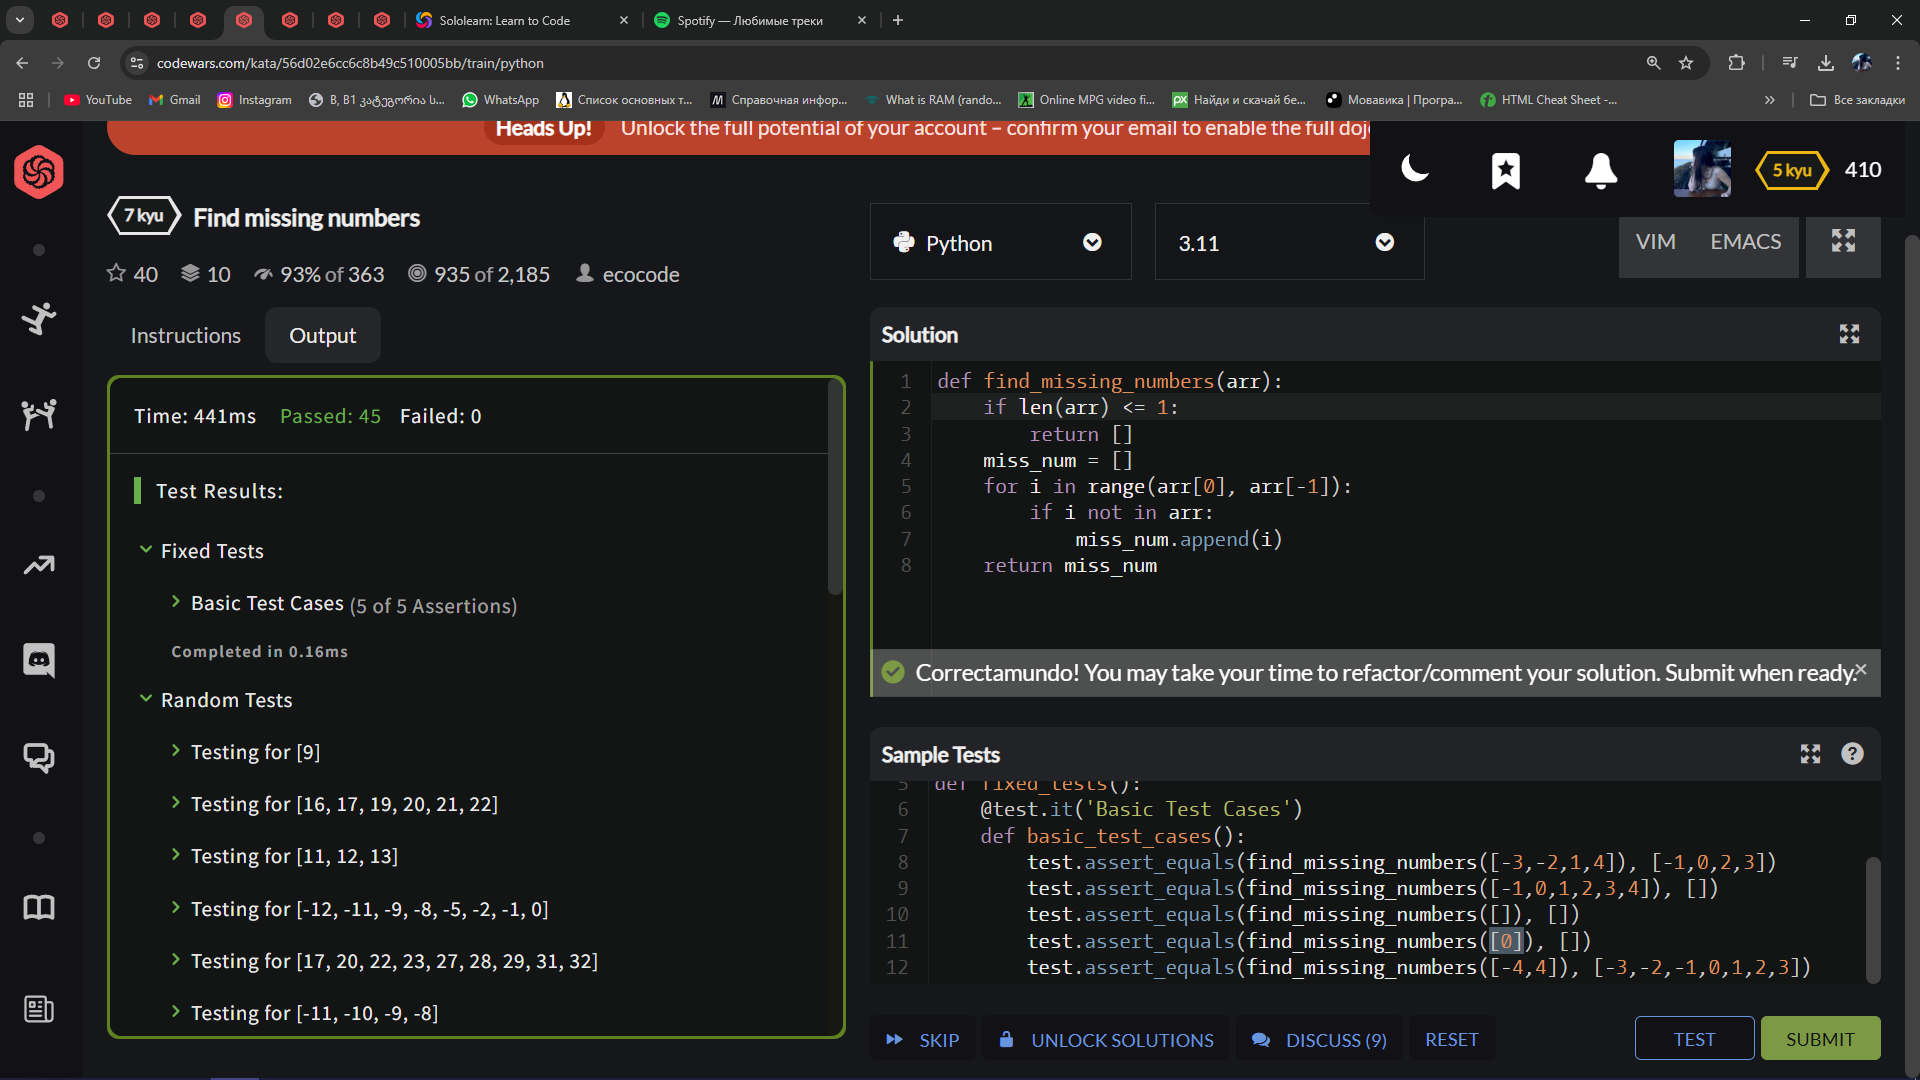 Sololearn: Learn to Code
Spotify — Любимые треки
codewars.com/kata/56d02e6cc6c8b49c510005bb/train/python
YouTube
Gmail
Instagram
B, B1 კატეგორია ს...
WhatsApp
Список основных т...
Справочная инфор...
What is RAM (rando...
Online MPG video fi...
Найди и скачай бе...
Мовавика | Програ...
HTML Cheat Sheet -...
Все закладки
Heads Up! Unlock the full potential of your account – confirm your email to enable the full doj
5 kyu 410
7 kyu Find missing numbers
40 10 93% of 363 935 of 2,185 ecocode
Instructions Output
Time: 441ms Passed: 45 Failed: 0
Test Results:
Fixed Tests
Basic Test Cases (5 of 5 Assertions)
Completed in 0.16ms
Random Tests
Testing for [9]
Testing for [16, 17, 19, 20, 21, 22]
Testing for [11, 12, 13]
Testing for [-12, -11, -9, -8, -5, -2, -1, 0]
Testing for [17, 20, 22, 23, 27, 28, 29, 31, 32]
Testing for [-11, -10, -9, -8]
Python 3.11 VIM EMACS
Solution
1 def find_missing_numbers(arr):
2 if len(arr) <= 1:
3 return []
4 miss_num = []
5 for i in range(arr[0], arr[-1]):
6 if i not in arr:
7 miss_num.append(i)
8 return miss_num
Correctamundo! You may take your time to refactor/comment your solution. Submit when ready.
Sample Tests
5 def fixed_tests():
6 @test.it('Basic Test Cases')
7 def basic_test_cases():
8 test.assert_equals(find_missing_numbers([-3,-2,1,4]), [-1,0,2,3])
9 test.assert_equals(find_missing_numbers([-1,0,1,2,3,4]), [])
10 test.assert_equals(find_missing_numbers([]), [])
11 test.assert_equals(find_missing_numbers([0]), [])
12 test.assert_equals(find_missing_numbers([-4,4]), [-3,-2,-1,0,1,2,3])
SKIP UNLOCK SOLUTIONS DISCUSS (9) RESET TEST SUBMIT